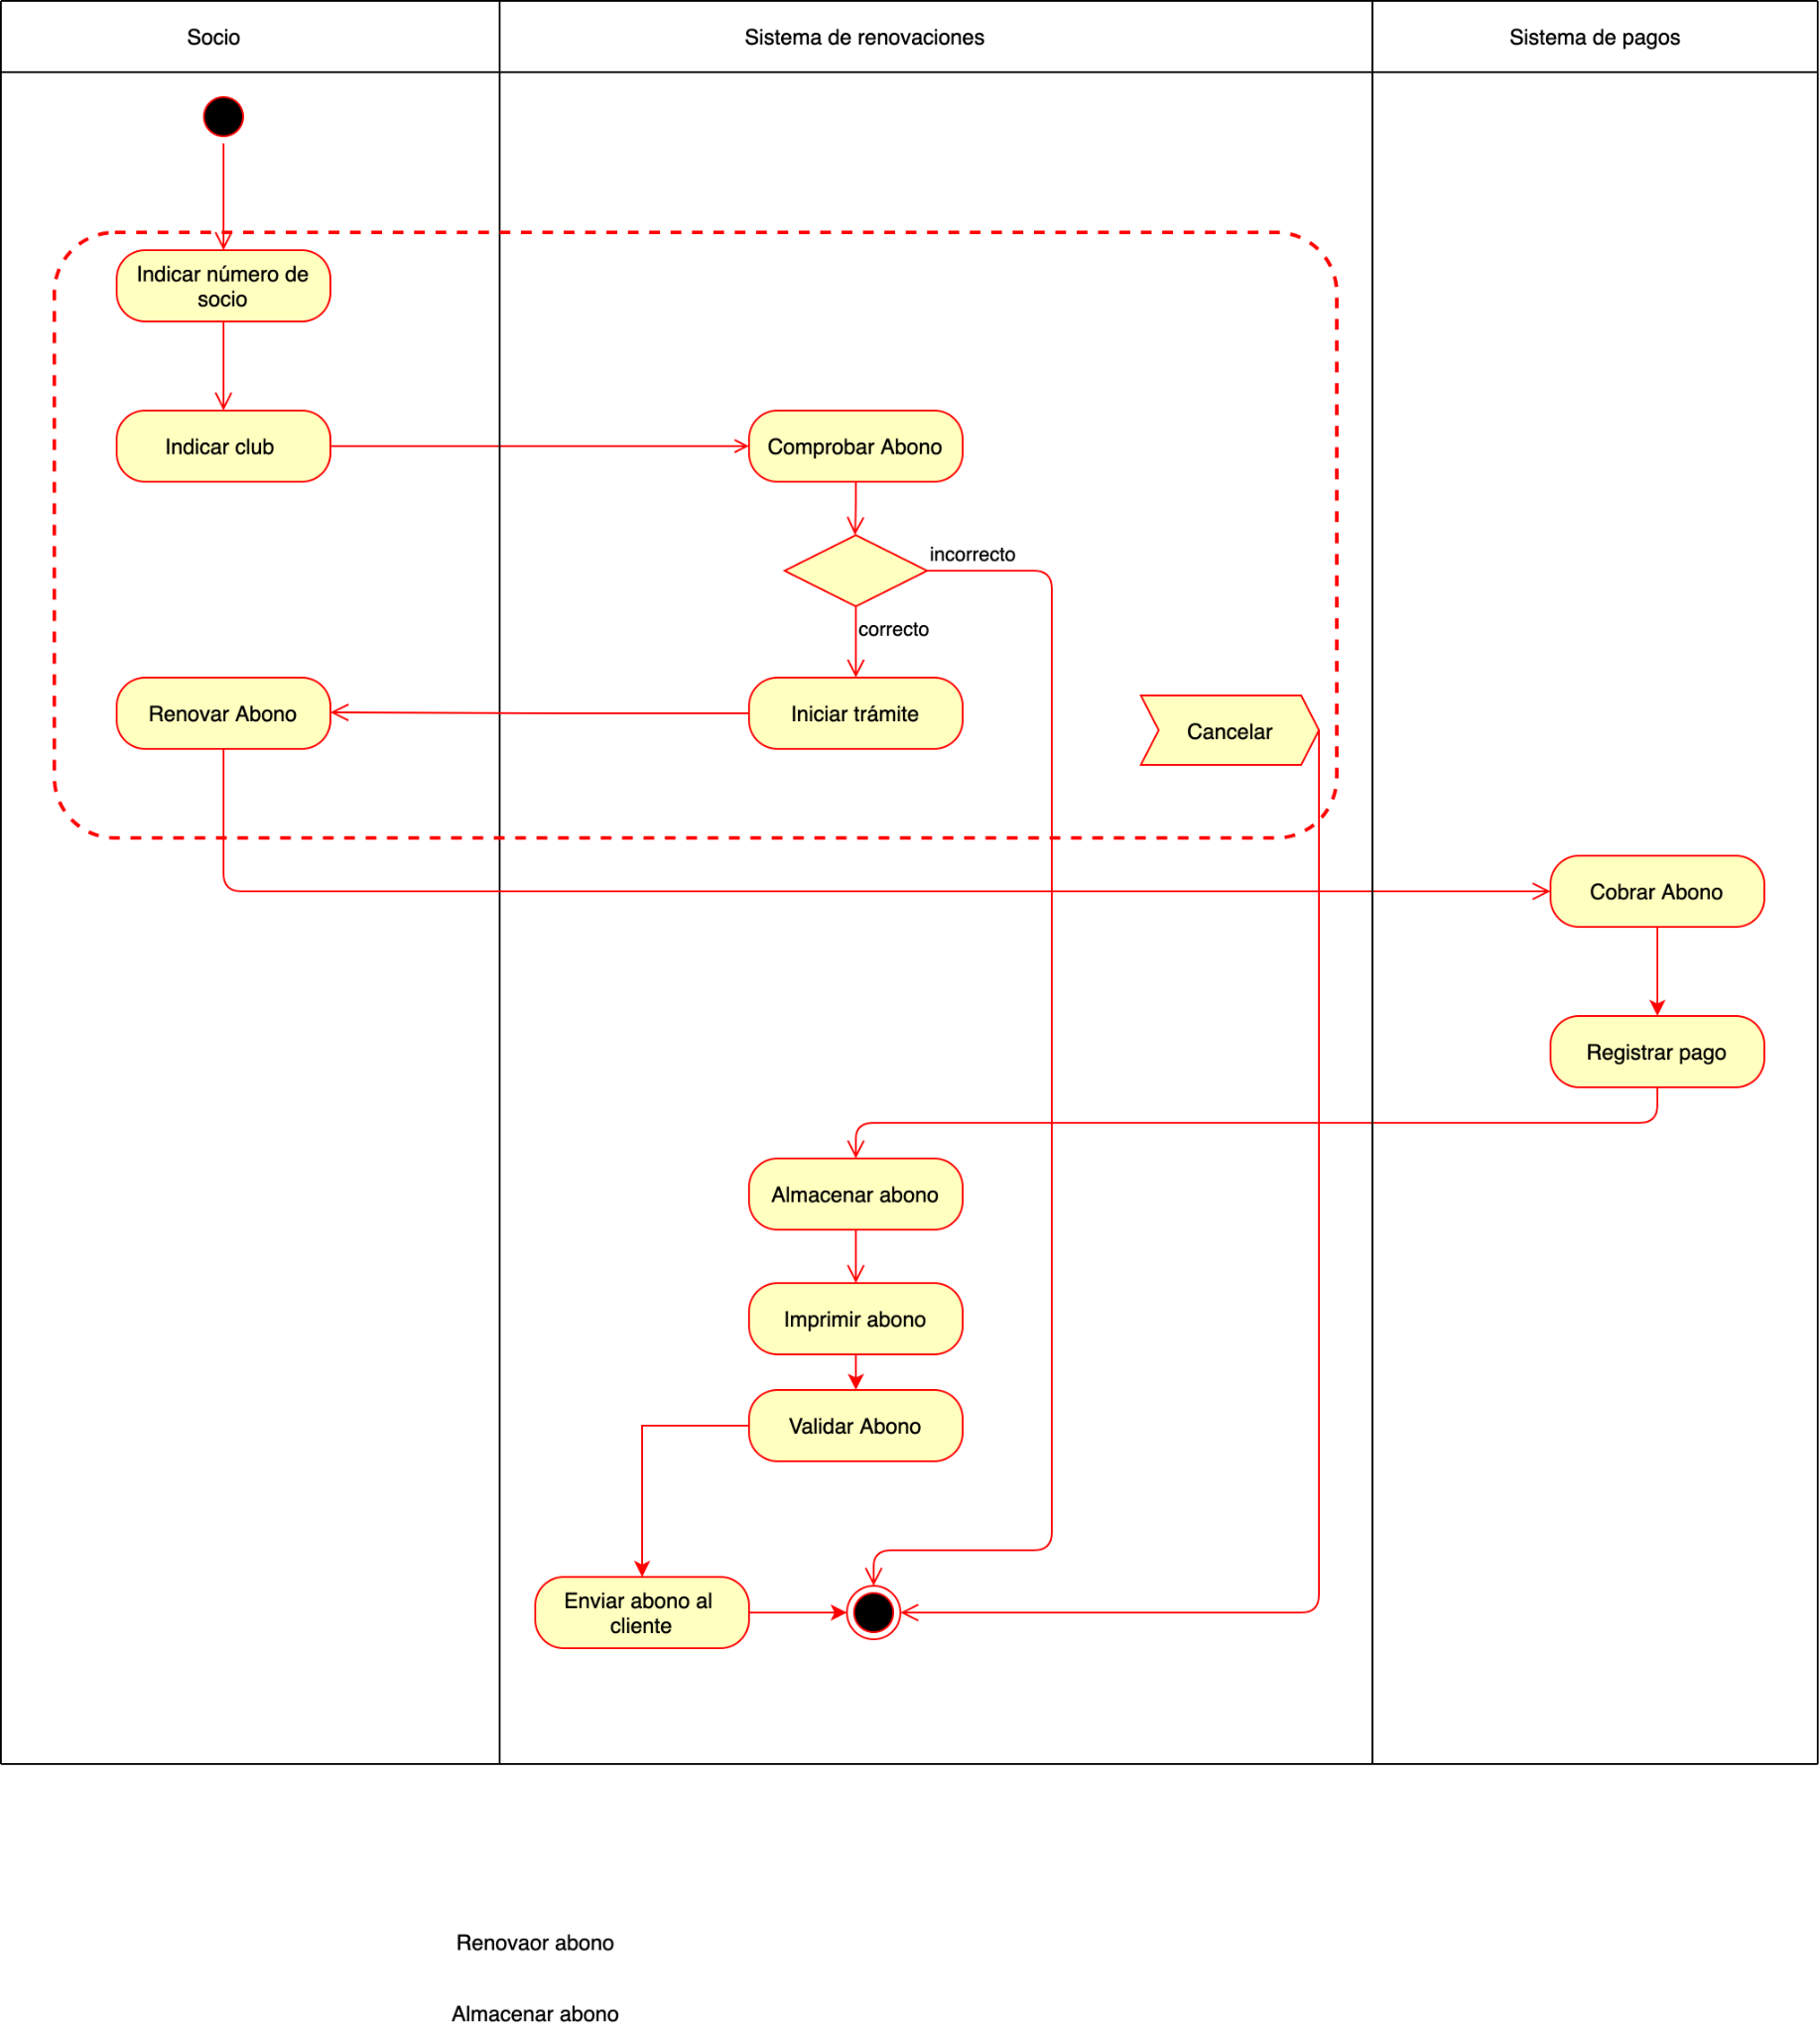 Socio
Sistema de renovaciones
Sistema de pagos
Indicar número de
socio
Indicar club
Comprobar Abono
incorrecto
correcto
Renovar Abono
Iniciar trámite
Cancelar
Cobrar Abono
Registrar pago
Almacenar abono
Imprimir abono
Validar Abono
Enviar abono al
cliente
Renovaor abono
Almacenar abono